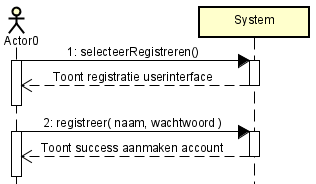 System
Actor0
1: selecteerRegistreren()
Toont registratie userinterface
2: registreer( naam, wachtwoord )
Toont success aanmaken account